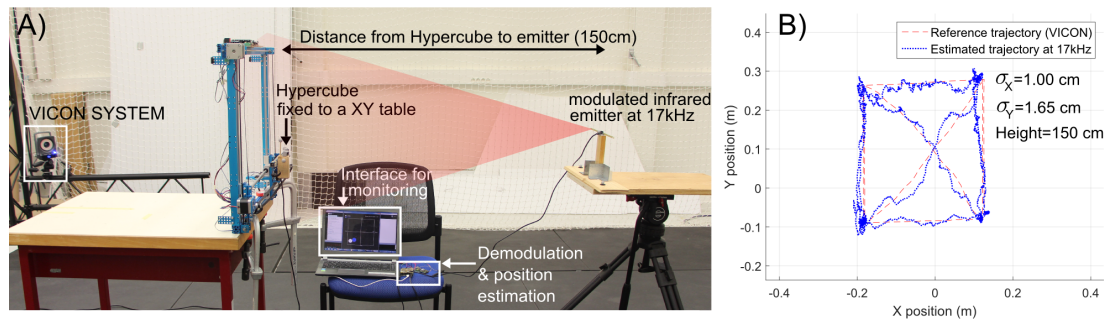 A)
Distance from Hypercube to emitter (150cm)
VICON SYSTEM
Hypercube
fixed to a XY table
modulated infrared
emitter at 17kHz
Interface for
monitoring
Demodulation
& position
estimation
B)
Reference trajectory (VICON)
Estimated trajectory at 17kHz
σX=1.00 cm
σY=1.65 cm
Height=150 cm
Y position (m)
0.4
0.3
0.2
0.1
0
-0.1
-0.2
-0.4
-0.2
0
0.2
0.4
X position (m)